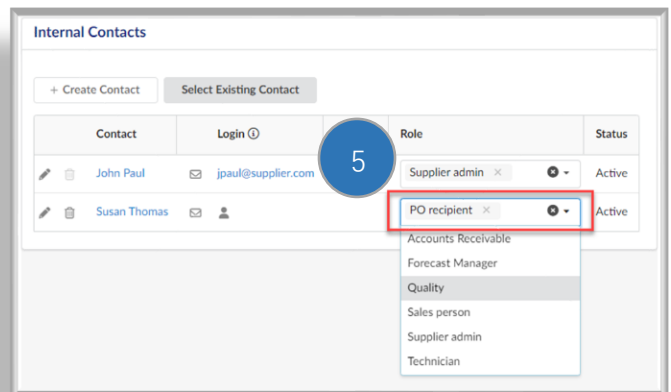 Internal Contacts
+ Create Contact Select Existing Contact
Contact Login Role Status
5
John Paul jpaul@supplier.com Supplier admin × Active
Susan Thomas PO recipient × Active
Accounts Receivable
Forecast Manager
Quality
Sales person
Supplier admin
Technician